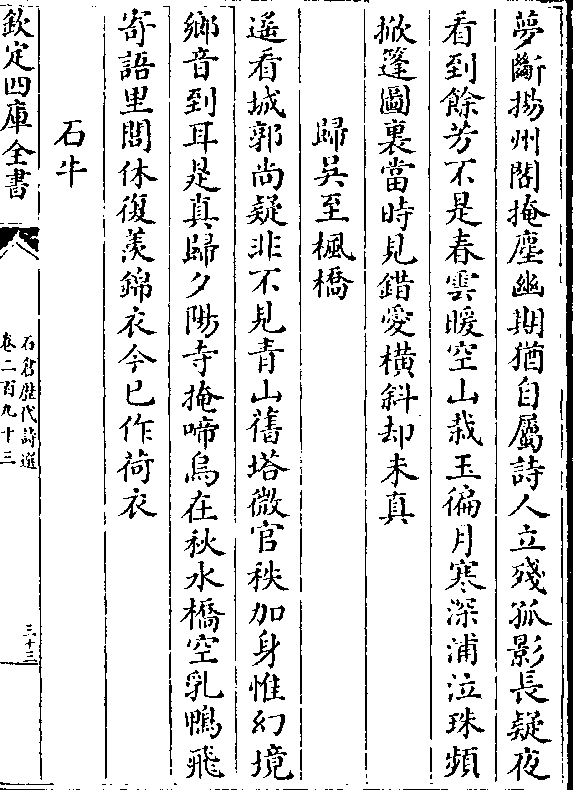 夢斷揚州閣掩塵幽期猶自屬詩人立殘孤影長疑夜
看到餘芳不是春雲暖空山栽玉徧月寒深浦泣珠頻
掀篷圖裏當時見錯愛橫斜却未真
歸吳至楓橋
遥看城郭尚疑非不見青山舊塔微官秩加身惟幻境
鄉音到耳是真歸夕陽寺掩啼烏在秋水橋空乳鴨飛
寄語里閭休復羨錦衣今已作荷衣
石牛
欽定四庫全書
石倉歷代詩選
卷二百九十三
三十三